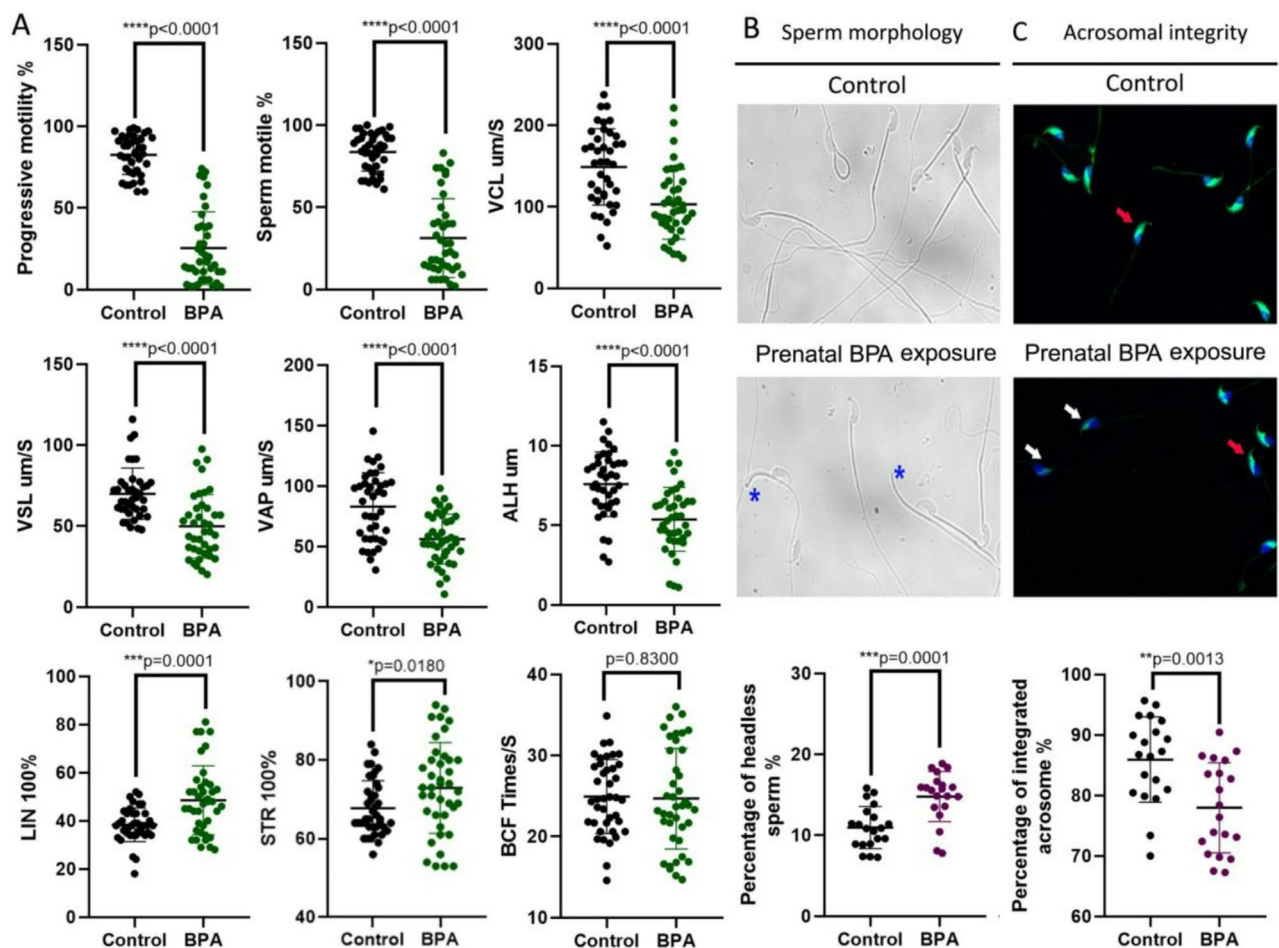 A
****p<0.0001
Progressive motility %
150
100
50
0
Control BPA
****p<0.0001
Sperm motile %
150
100
50
0
Control BPA
****p<0.0001
VCL um/S
300
200
100
0
Control BPA
****p<0.0001
VSL um/S
150
100
50
0
Control BPA
****p<0.0001
VAP um/S
200
150
100
50
0
Control BPA
****p<0.0001
ALH um
15
10
5
0
Control BPA
***p=0.0001
LIN 100%
100
80
60
40
20
0
Control BPA
*p=0.0180
STR 100%
100
80
60
40
Control BPA
p=0.8300
BCF Times/S
40
30
20
10
Control BPA
B Sperm morphology
Control
Prenatal BPA exposure
*
*
***p=0.0001
Percentage of headless
sperm %
30
20
10
0
Control BPA
C Acrosomal integrity
Control
Prenatal BPA exposure
**p=0.0013
Percentage of integrated
acrosome %
100
90
80
70
60
Control BPA